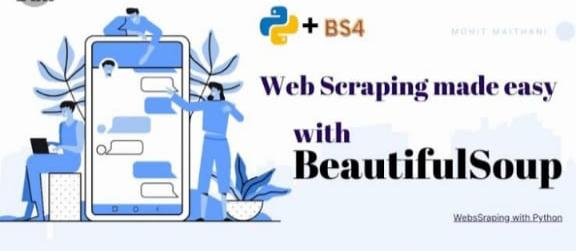 + BS4
MOHIT MAITHANI
Web Scraping made easy
with
BeautifulSoup
WebsSraping with Python